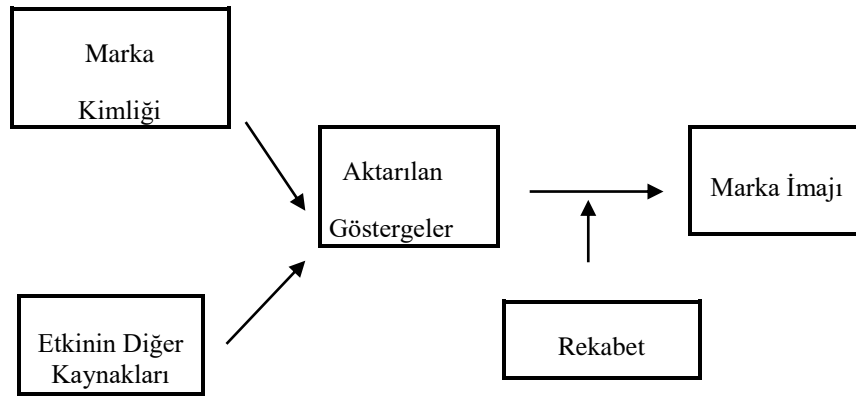 Marka
Kimliği
Aktarılan
Göstergeler
Marka İmajı
Etkinin Diğer
Kaynakları
Rekabet